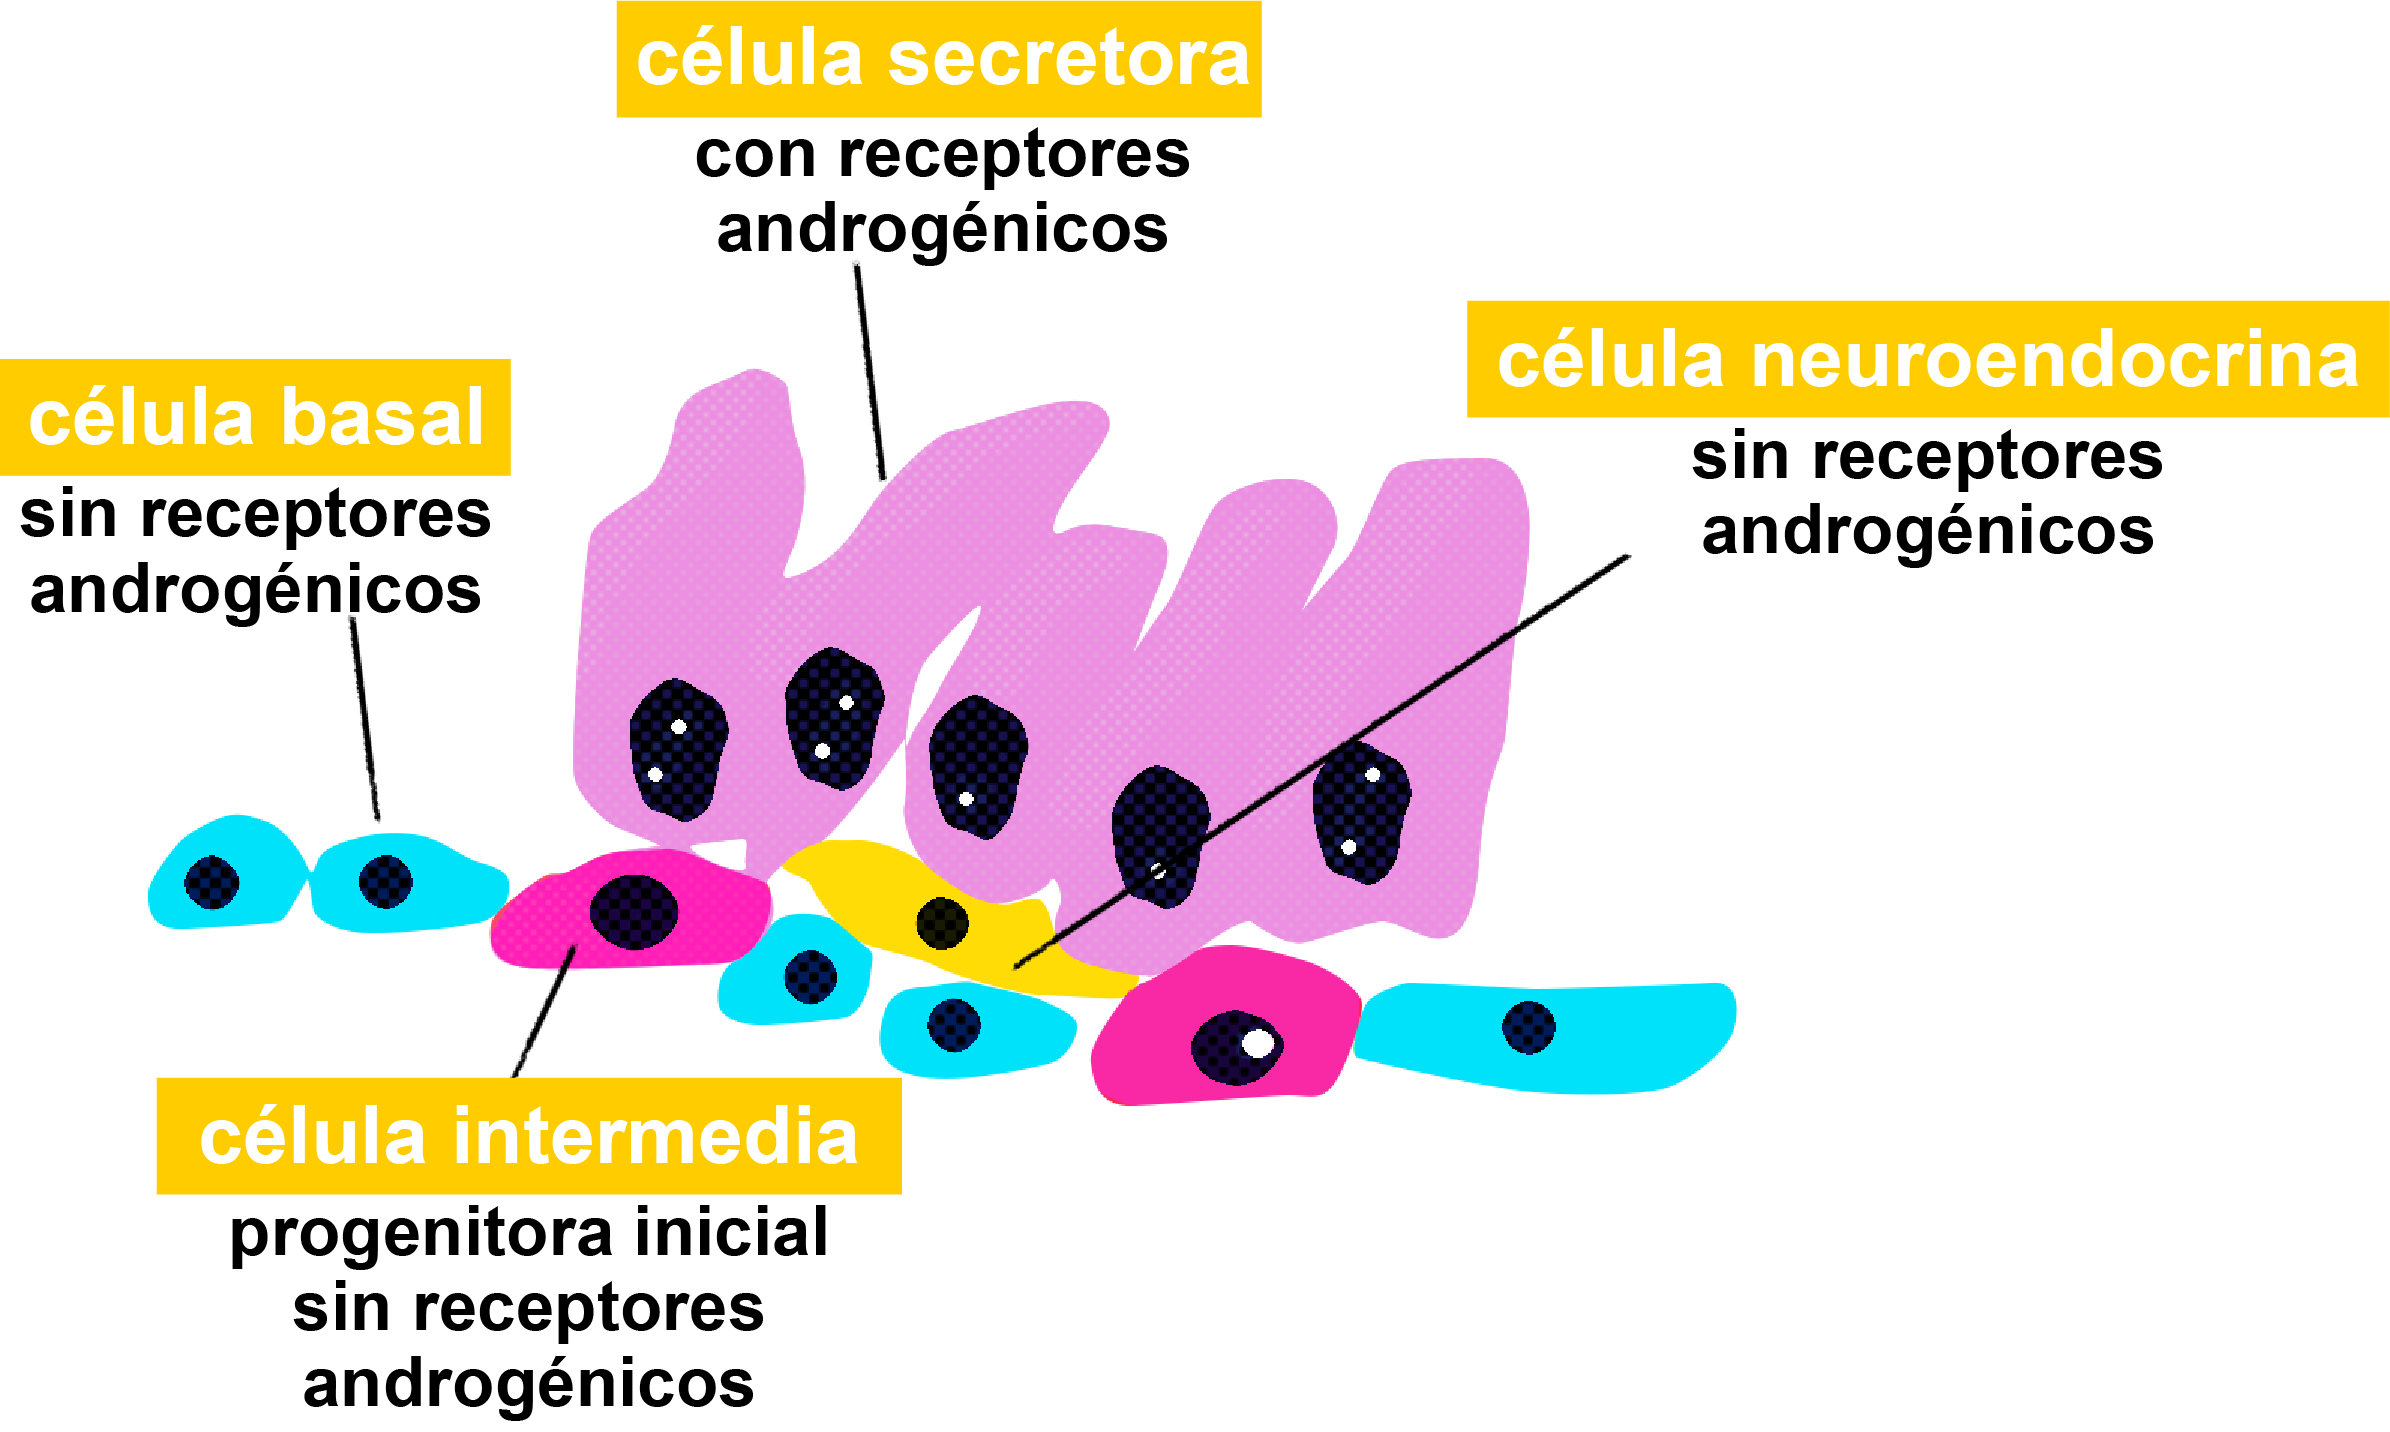 célula secretora
con receptores
androgénicos
célula neuroendocrina
sin receptores
androgénicos
célula basal
sin receptores
androgénicos
célula intermedia
progenitora inicial
sin receptores
androgénicos